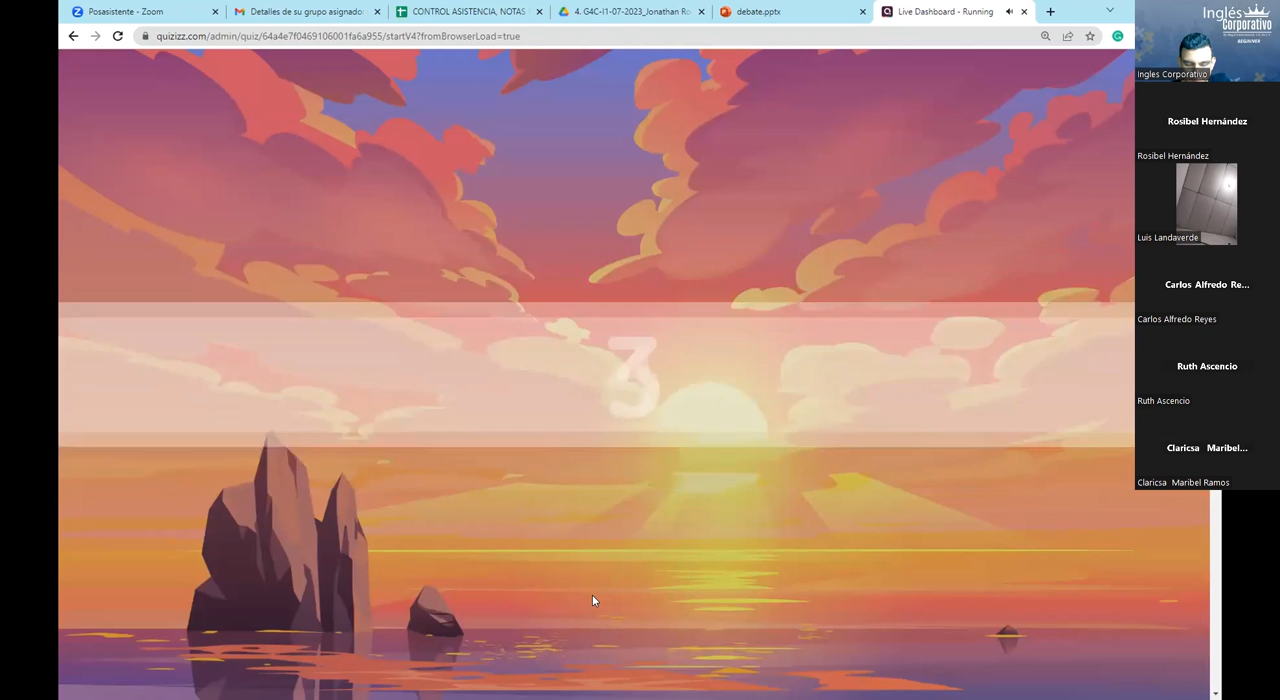 Posasistente - Zoom
Detalles de su grupo asignado
CONTROL ASISTENCIA, NOTAS
4. G4C-I1-07-2023_Jonathan Ro
debate.pptx
Live Dashboard - Running
quizizz.com/admin/quiz/64a4e7f0469106001fa6a955/startV4?fromBrowserLoad=true
3
Inglés
Corporativo
BEGINNER
Ingles Corporativo
Rosibel Hernández
Rosibel Hernández
Luis Landaverde
Carlos Alfredo Re...
Carlos Alfredo Reyes
Ruth Ascencio
Ruth Ascencio
Claricsa Maribel...
Claricsa Maribel Ramos